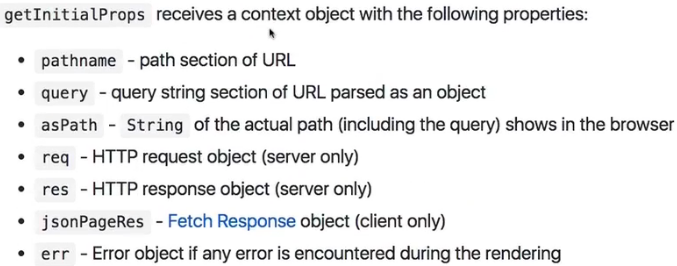 getInitialProps receives a context object with the following properties:
• pathname - path section of URL
• query - query string section of URL parsed as an object
• asPath - String of the actual path (including the query) shows in the browser
• req - HTTP request object (server only)
• res - HTTP response object (server only)
• jsonPageRes - Fetch Response object (client only)
• err - Error object if any error is encountered during the rendering